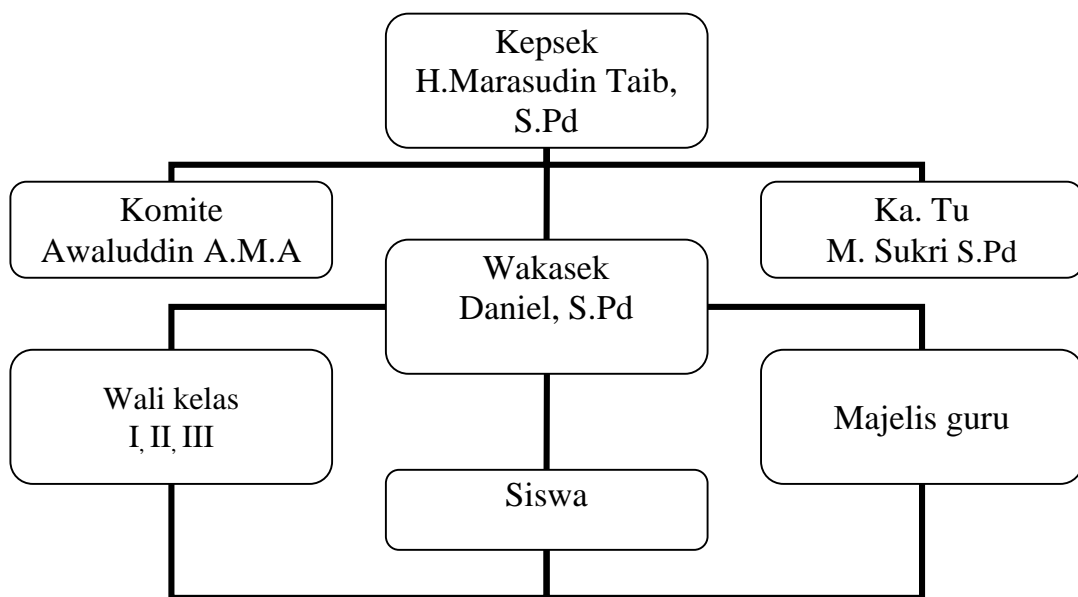 Kepsek
H.Marasudin Taib,
S.Pd
Komite
Awaluddin A.M.A
Ka. Tu
M. Sukri S.Pd
Wakasek
Daniel, S.Pd
Wali kelas
I, II, III
Majelis guru
Siswa